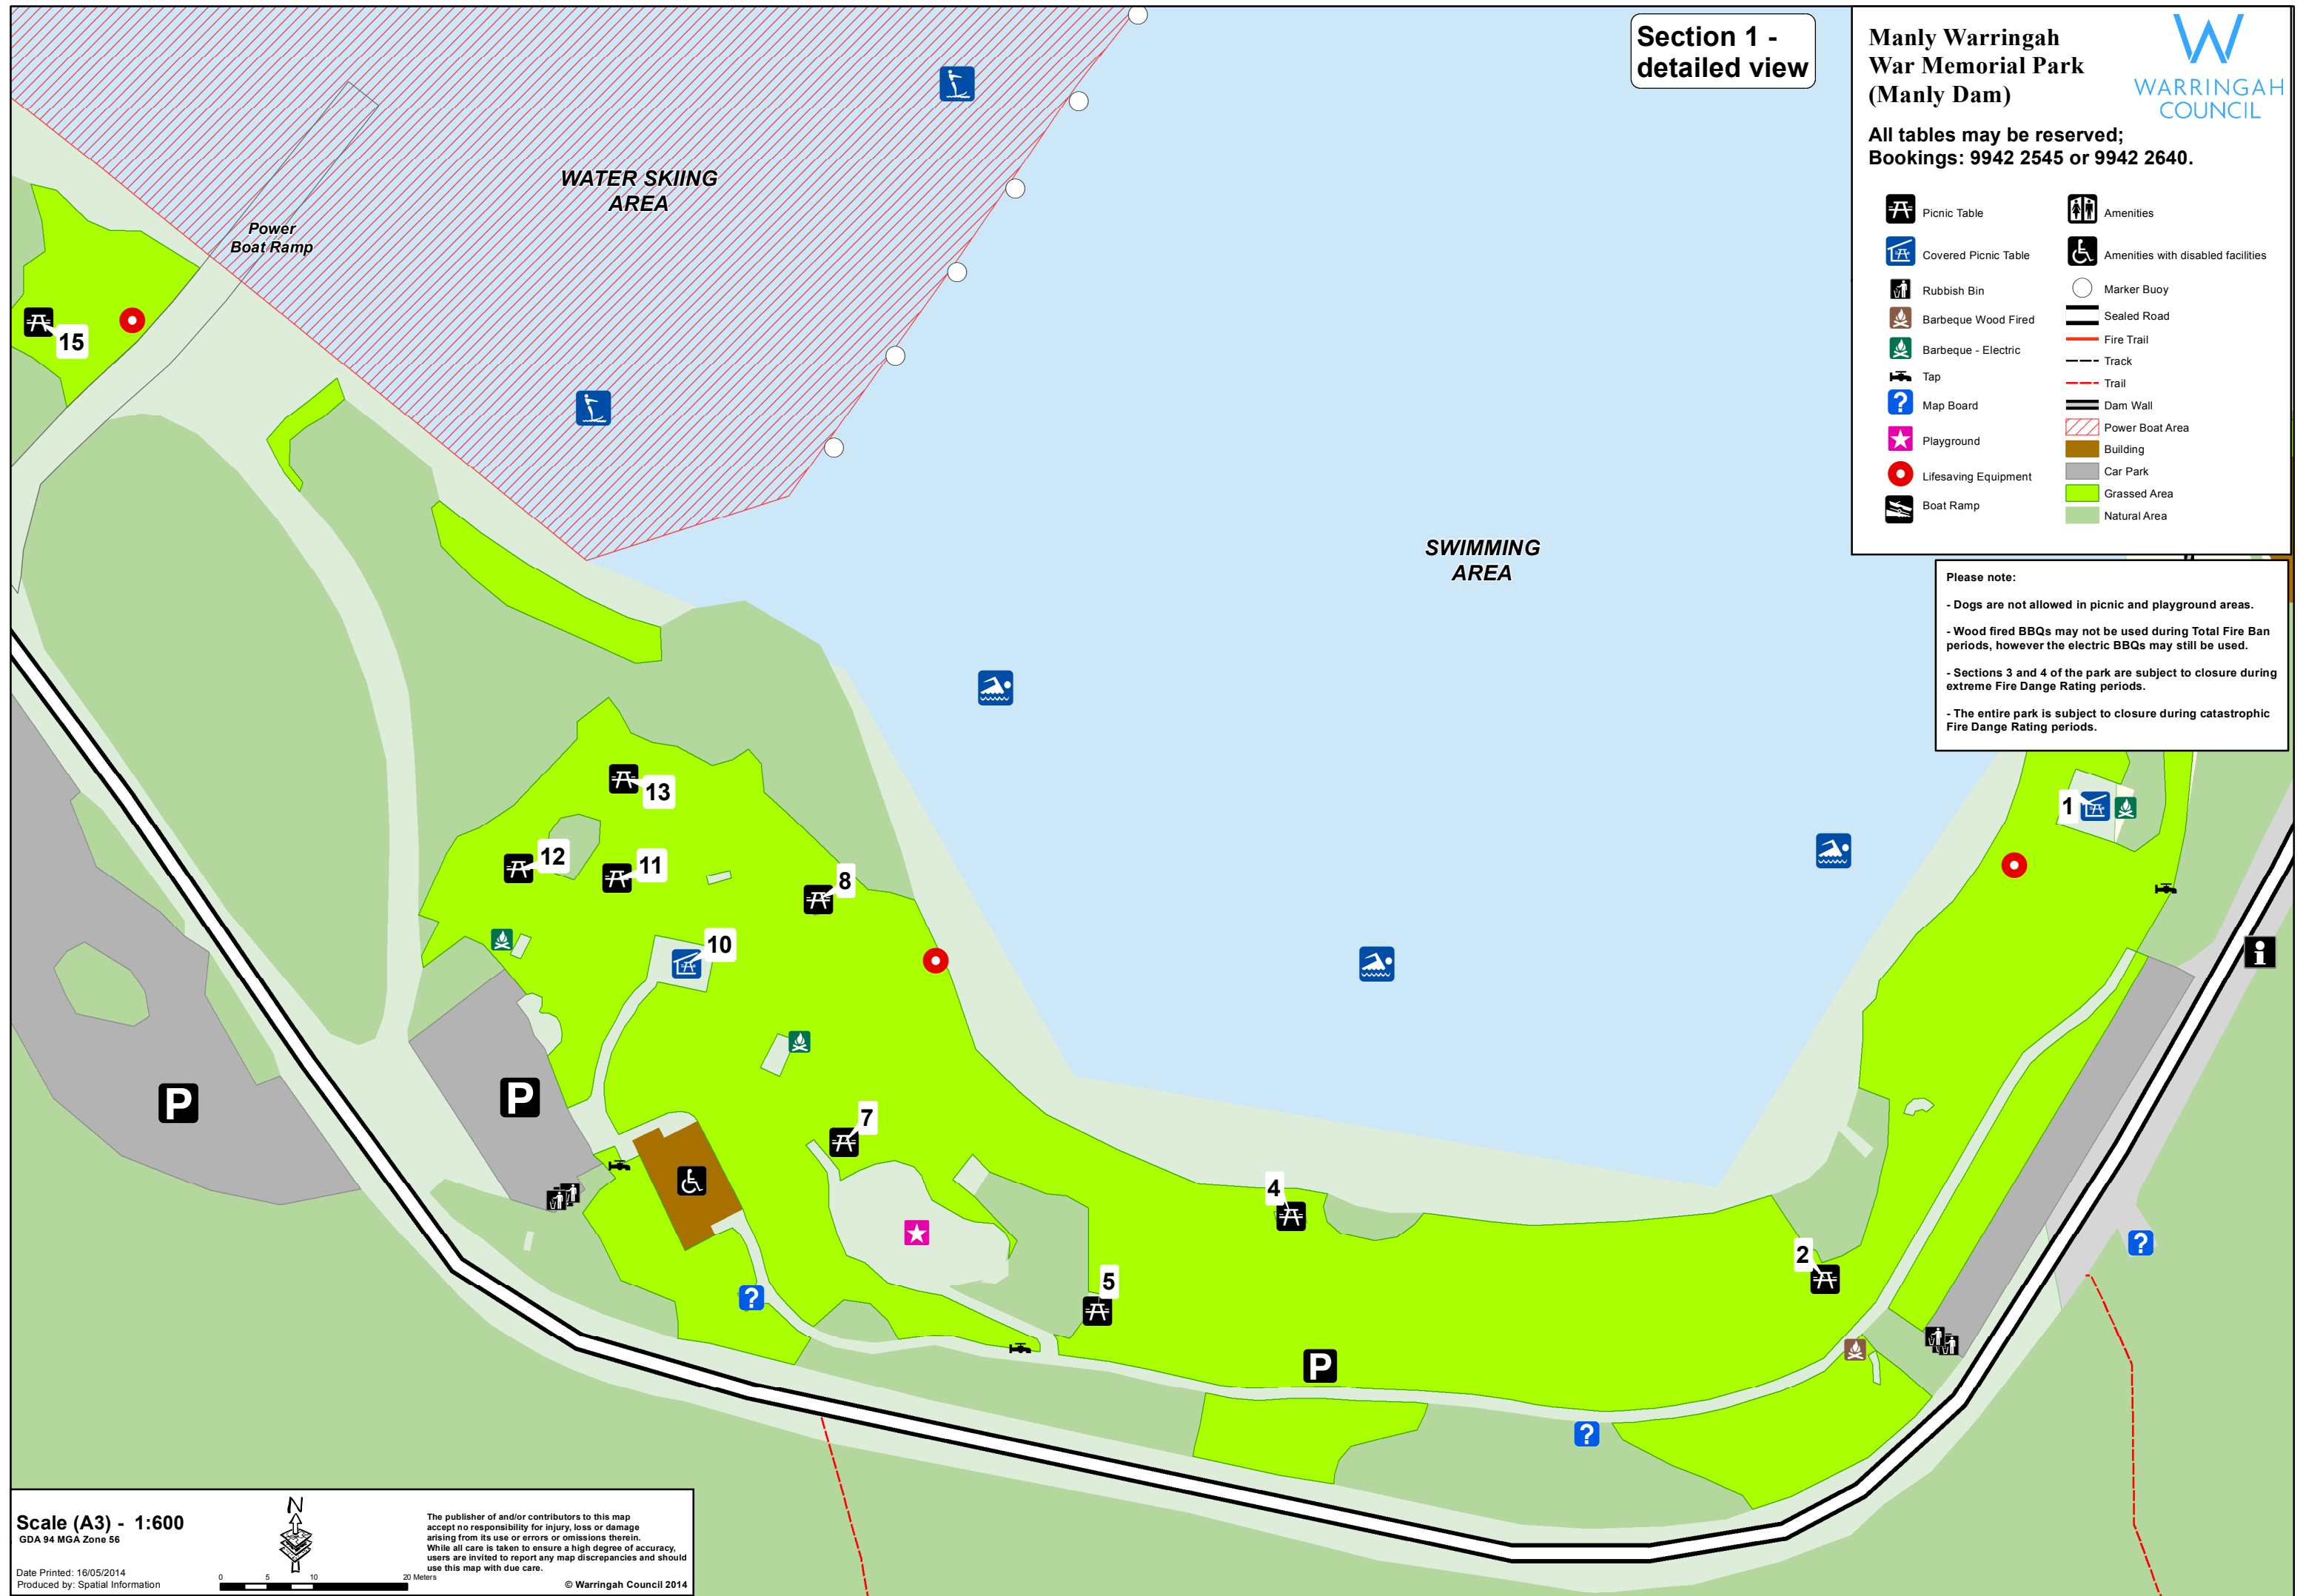 Section 1 -
detailed view
Manly Warringah
War Memorial Park
(Manly Dam)
W
WARRINGAH
COUNCIL
All tables may be reserved;
Bookings: 9942 2545 or 9942 2640.
Picnic Table
Covered Picnic Table
Rubbish Bin
Barbeque Wood Fired
Barbeque - Electric
Tap
? Map Board
Playground
Lifesaving Equipment
Boat Ramp
Amenities
Amenities with disabled facilities
Marker Buoy
Sealed Road
Fire Trail
Track
Trail
Dam Wall
Power Boat Area
Building
Car Park
Grassed Area
Natural Area
Please note:
- Dogs are not allowed in picnic and playground areas.
- Wood fired BBQs may not be used during Total Fire Ban
periods, however the electric BBQs may still be used.
- Sections 3 and 4 of the park are subject to closure during
extreme Fire Dange Rating periods.
- The entire park is subject to closure during catastrophic
Fire Dange Rating periods.
WATER SKIING
AREA
Power
Boat Ramp
SWIMMING
AREA
15
13
12
11
8
10
1
i
P
P
7
4
5
2
?
?
P
?
Scale (A3) - 1:600
GDA 94 MGA Zone 56
Date Printed: 16/05/2014
Produced by: Spatial Information
N
0 5 10 20 Meters
The publisher of and/or contributors to this map
accept no responsibility for injury, loss or damage
arising from its use or errors or omissions therein.
While all care is taken to ensure a high degree of accuracy,
users are invited to report any map discrepancies and should
use this map with due care.
© Warringah Council 2014